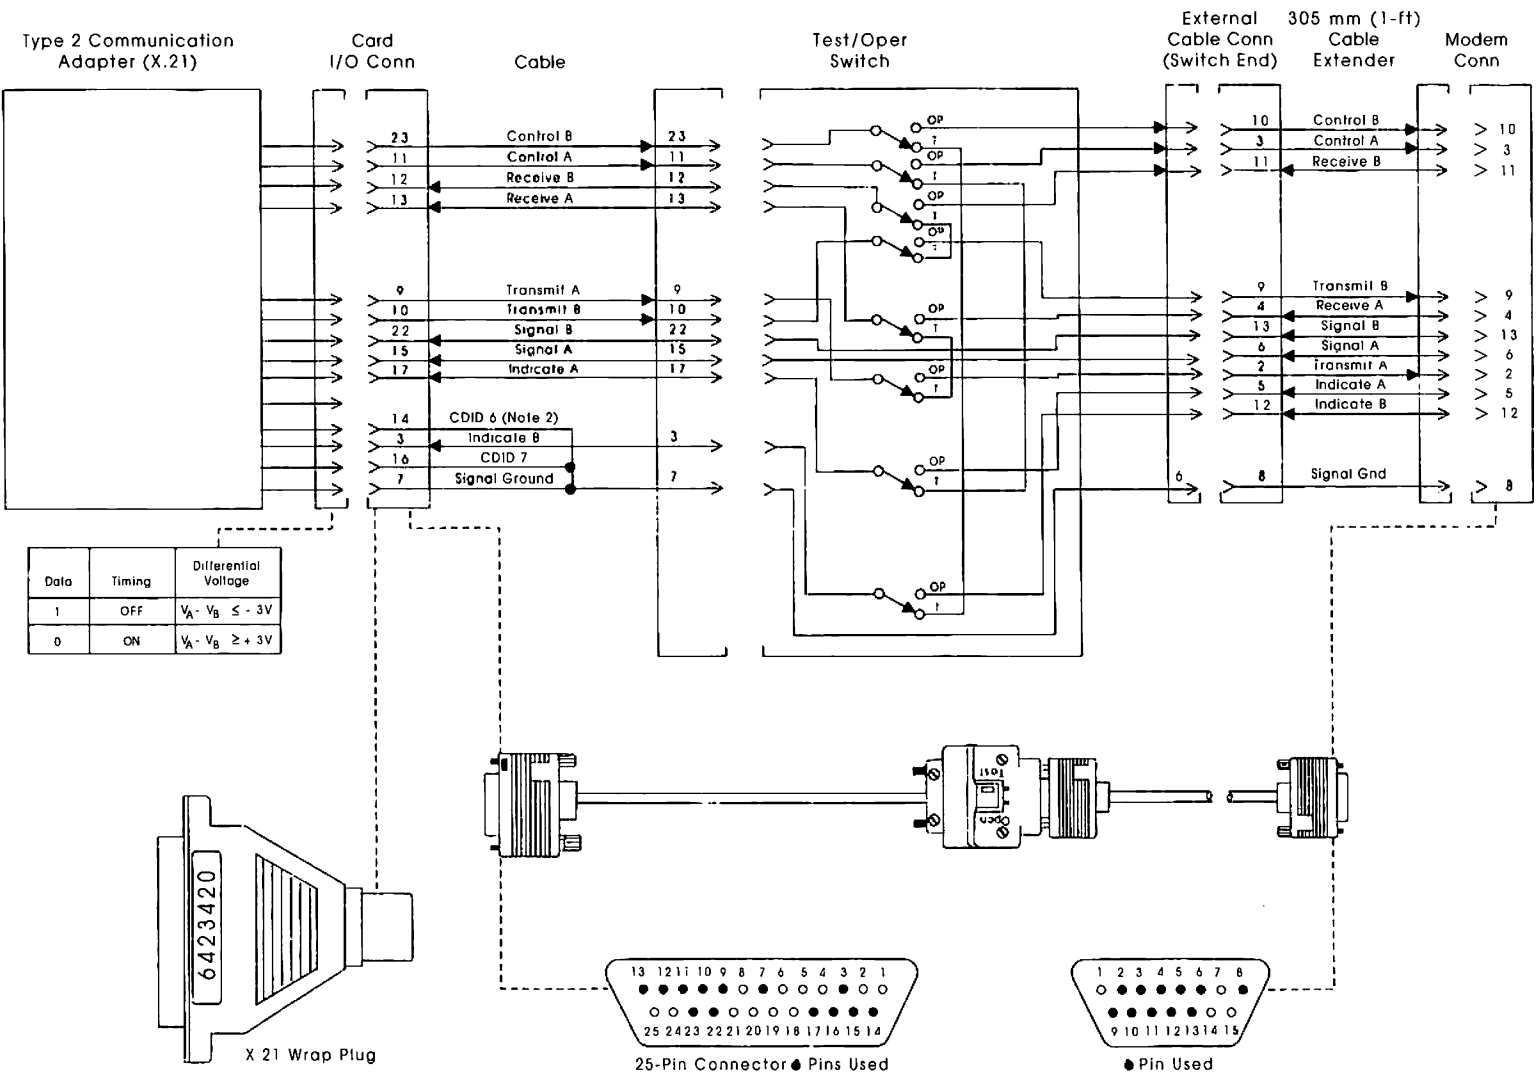 Type 2 Communication
Adapter (X.21)
Card
I/O Conn
Cable
Test/Oper
Switch
External
Cable Conn
(Switch End)
305 mm (1-ft)
Cable
Extender
Modem
Conn
23 Control B 23
11 Control A 11
12 Receive B 12
13 Receive A 13
9 Transmit A 9
10 Transmit B 10
22 Signal B 22
15 Signal A 15
17 Indicate A 17
14 CDID 6 (Note 2)
3 Indicate B 3
16 CDID 7
7 Signal Ground 7
OP
T
OP
T
OP
T
OP
T
OP
T
OP
T
OP
T
OP
T
10 Control B 10
3 Control A 3
11 Receive B 11
9 Transmit B 9
4 Receive A 4
13 Signal B 13
6 Signal A 6
2 Transmit A 2
5 Indicate A 5
12 Indicate B 12
6 8 Signal Gnd 8
Data Timing Differential Voltage
1 OFF VA- VB ≤ - 3V
0 ON VA- VB ≥ + 3V
Test
Open
6423420
X 21 Wrap Plug
13 12 11 10 9 8 7 6 5 4 3 2 1
25 24 23 22 21 20 19 18 17 16 15 14
25-Pin Connector Pins Used
1 2 3 4 5 6 7 8
9 10 11 12 13 14 15
Pin Used